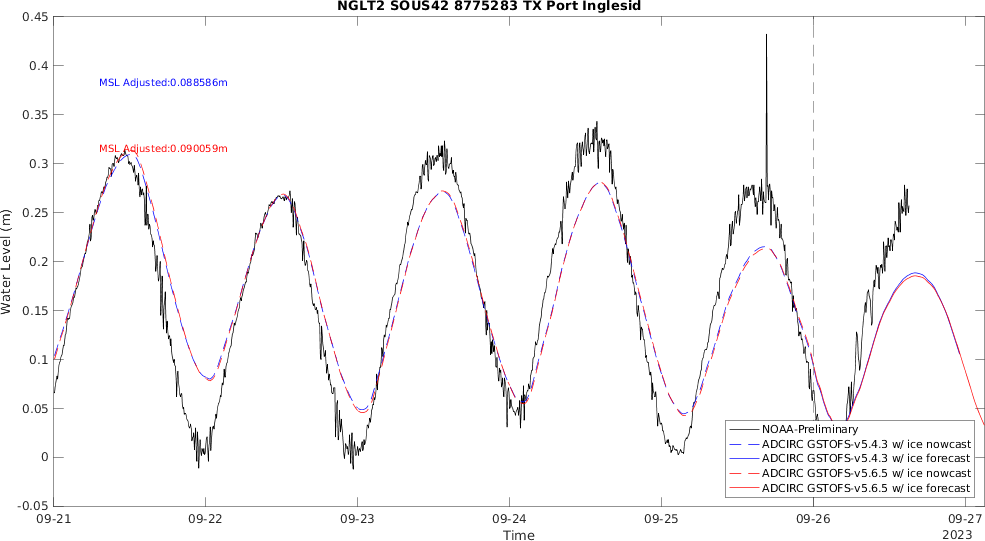 NGLT2 SOUS42 8775283 TX Port Inglesid
0.45
0.4
0.35
0.3
0.25
0.2
0.15
0.1
0.05
0
-0.05
Water Level (m)
MSL Adjusted:0.088586m
MSL Adjusted:0.090059m
NOAA-Preliminary
ADCIRC GSTOFS-v5.4.3 w/ ice nowcast
ADCIRC GSTOFS-v5.4.3 w/ ice forecast
ADCIRC GSTOFS-v5.6.5 w/ ice nowcast
ADCIRC GSTOFS-v5.6.5 w/ ice forecast
09-21 09-22 09-23 09-24 09-25 09-26 09-27
Time
2023